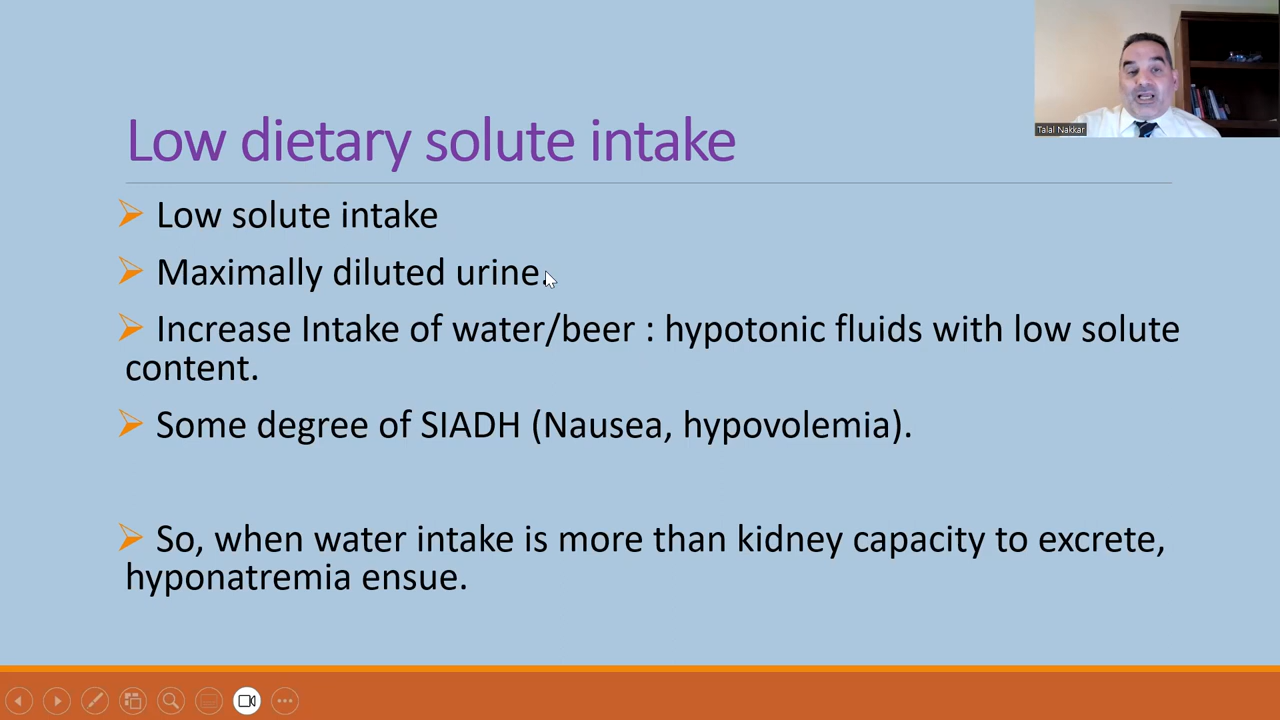 Talal Nakkar
Low dietary solute intake
Low solute intake
Maximally diluted urine.
Increase Intake of water/beer : hypotonic fluids with low solute
content.
Some degree of SIADH (Nausea, hypovolemia).
So, when water intake is more than kidney capacity to excrete,
hyponatremia ensue.